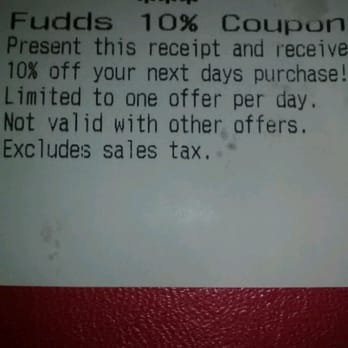 ***
Fudds 10% Coupon
Present this receipt and receive
10% off your next days purchase!
Limited to one offer per day.
Not valid with other offers.
Excludes sales tax.